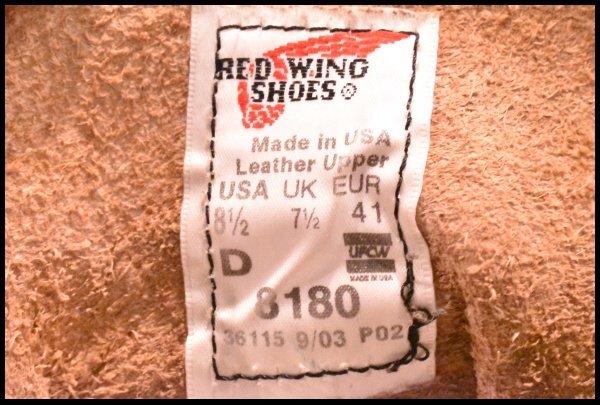 RED WING
SHOES®
Made in USA
Leather Upper
USA UK EUR
8½ 7½ 41
D
UFCW
MADE IN USA
8180
36115 9/03 P02